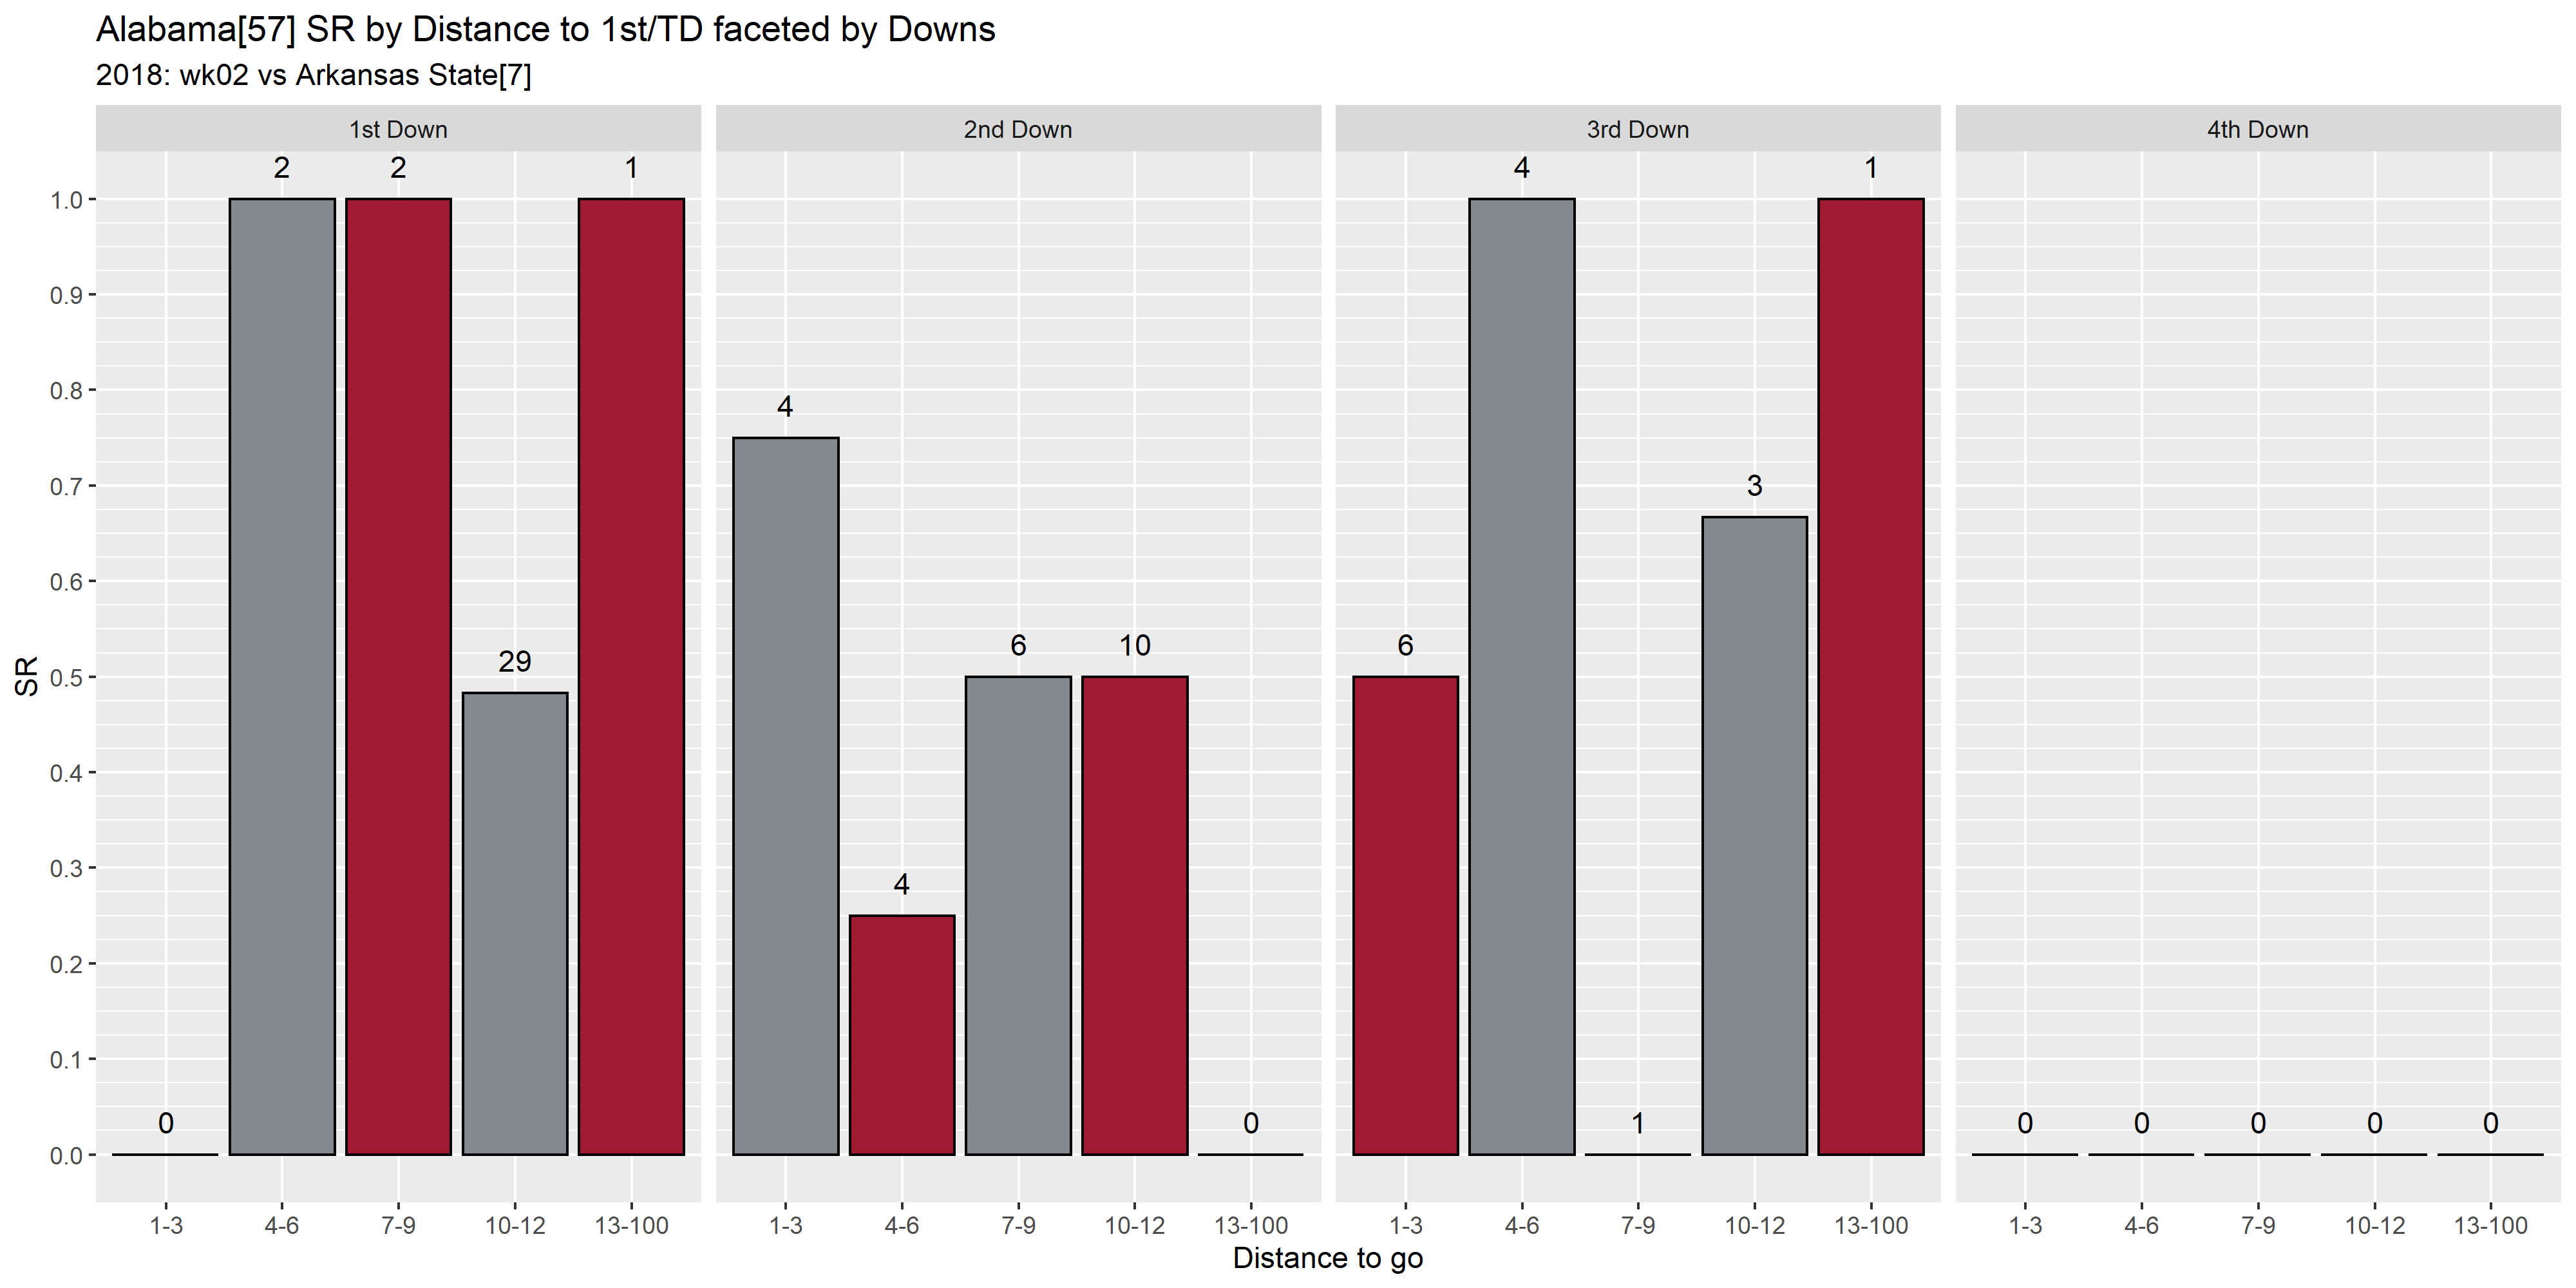 Alabama[57] SR by Distance to 1st/TD faceted by Downs
2018: wk02 vs Arkansas State[7]
1st Down 2nd Down 3rd Down 4th Down
2 2 1 4 1
1.0
0.9
4
0.8
3
0.7
0.6
29 6 10 6
0.5
SR
0.4
4
0.3
0.2
0.1
0 0 1 0 0 0 0 0
0.0
1-3 4-6 7-9 10-12 13-100 1-3 4-6 7-9 10-12 13-100 1-3 4-6 7-9 10-12 13-100 1-3 4-6 7-9 10-12 13-100
Distance to go